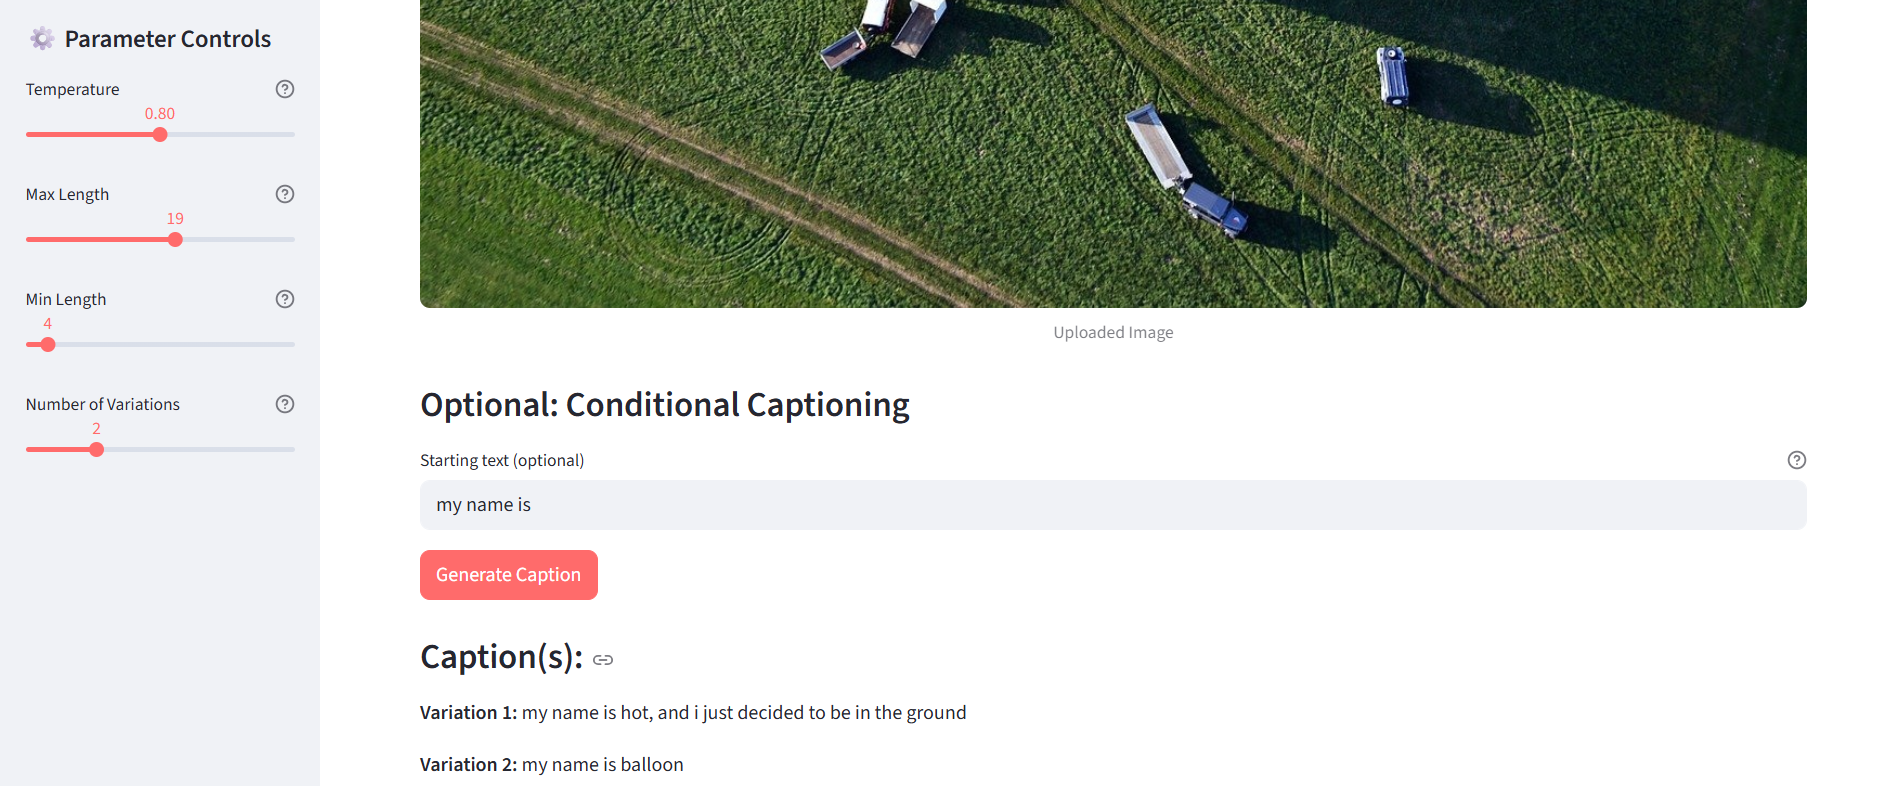 Parameter Controls
Temperature
0.80
Max Length
19
Min Length
4
Number of Variations
2
Uploaded Image
Optional: Conditional Captioning
Starting text (optional)
my name is
Generate Caption
Caption(s):
Variation 1: my name is hot, and i just decided to be in the ground
Variation 2: my name is balloon